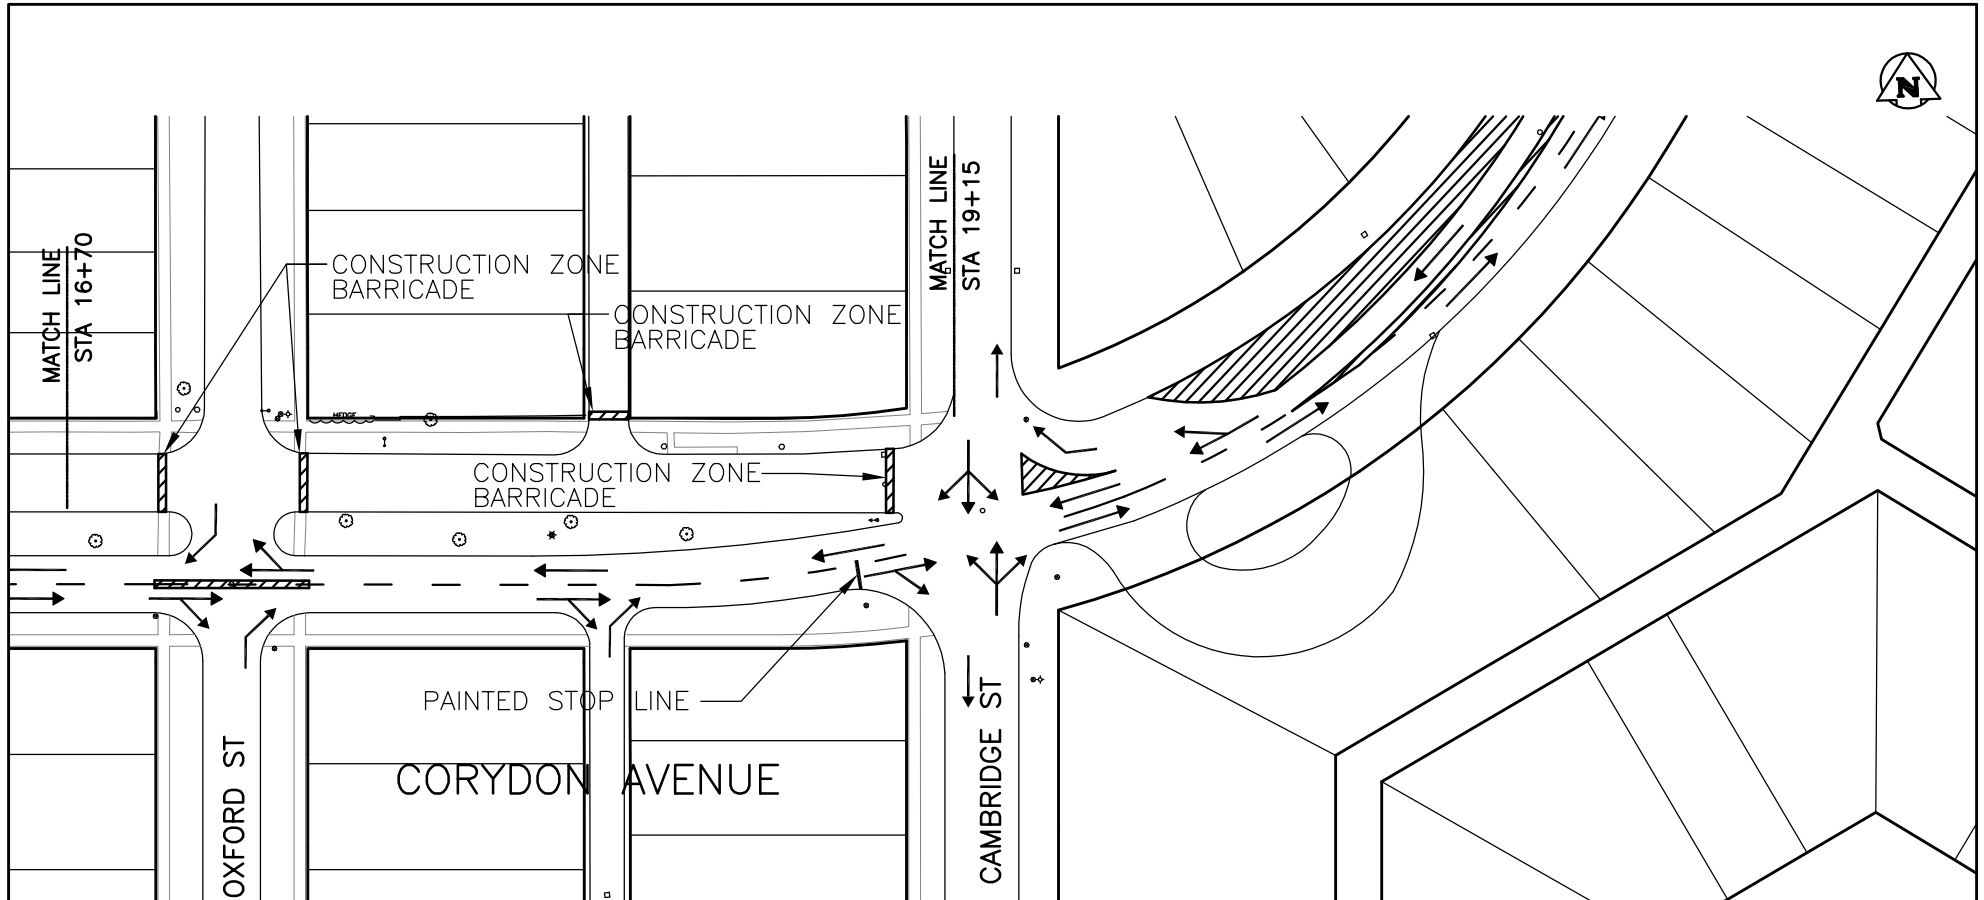 N
MATCH LINE
STA 16+70
MATCH LINE
STA 19+15
CONSTRUCTION ZONE
BARRICADE
CONSTRUCTION ZONE
BARRICADE
HEDGE
CONSTRUCTION ZONE
BARRICADE
PAINTED STOP LINE
CORYDON AVENUE
OXFORD ST
CAMBRIDGE ST